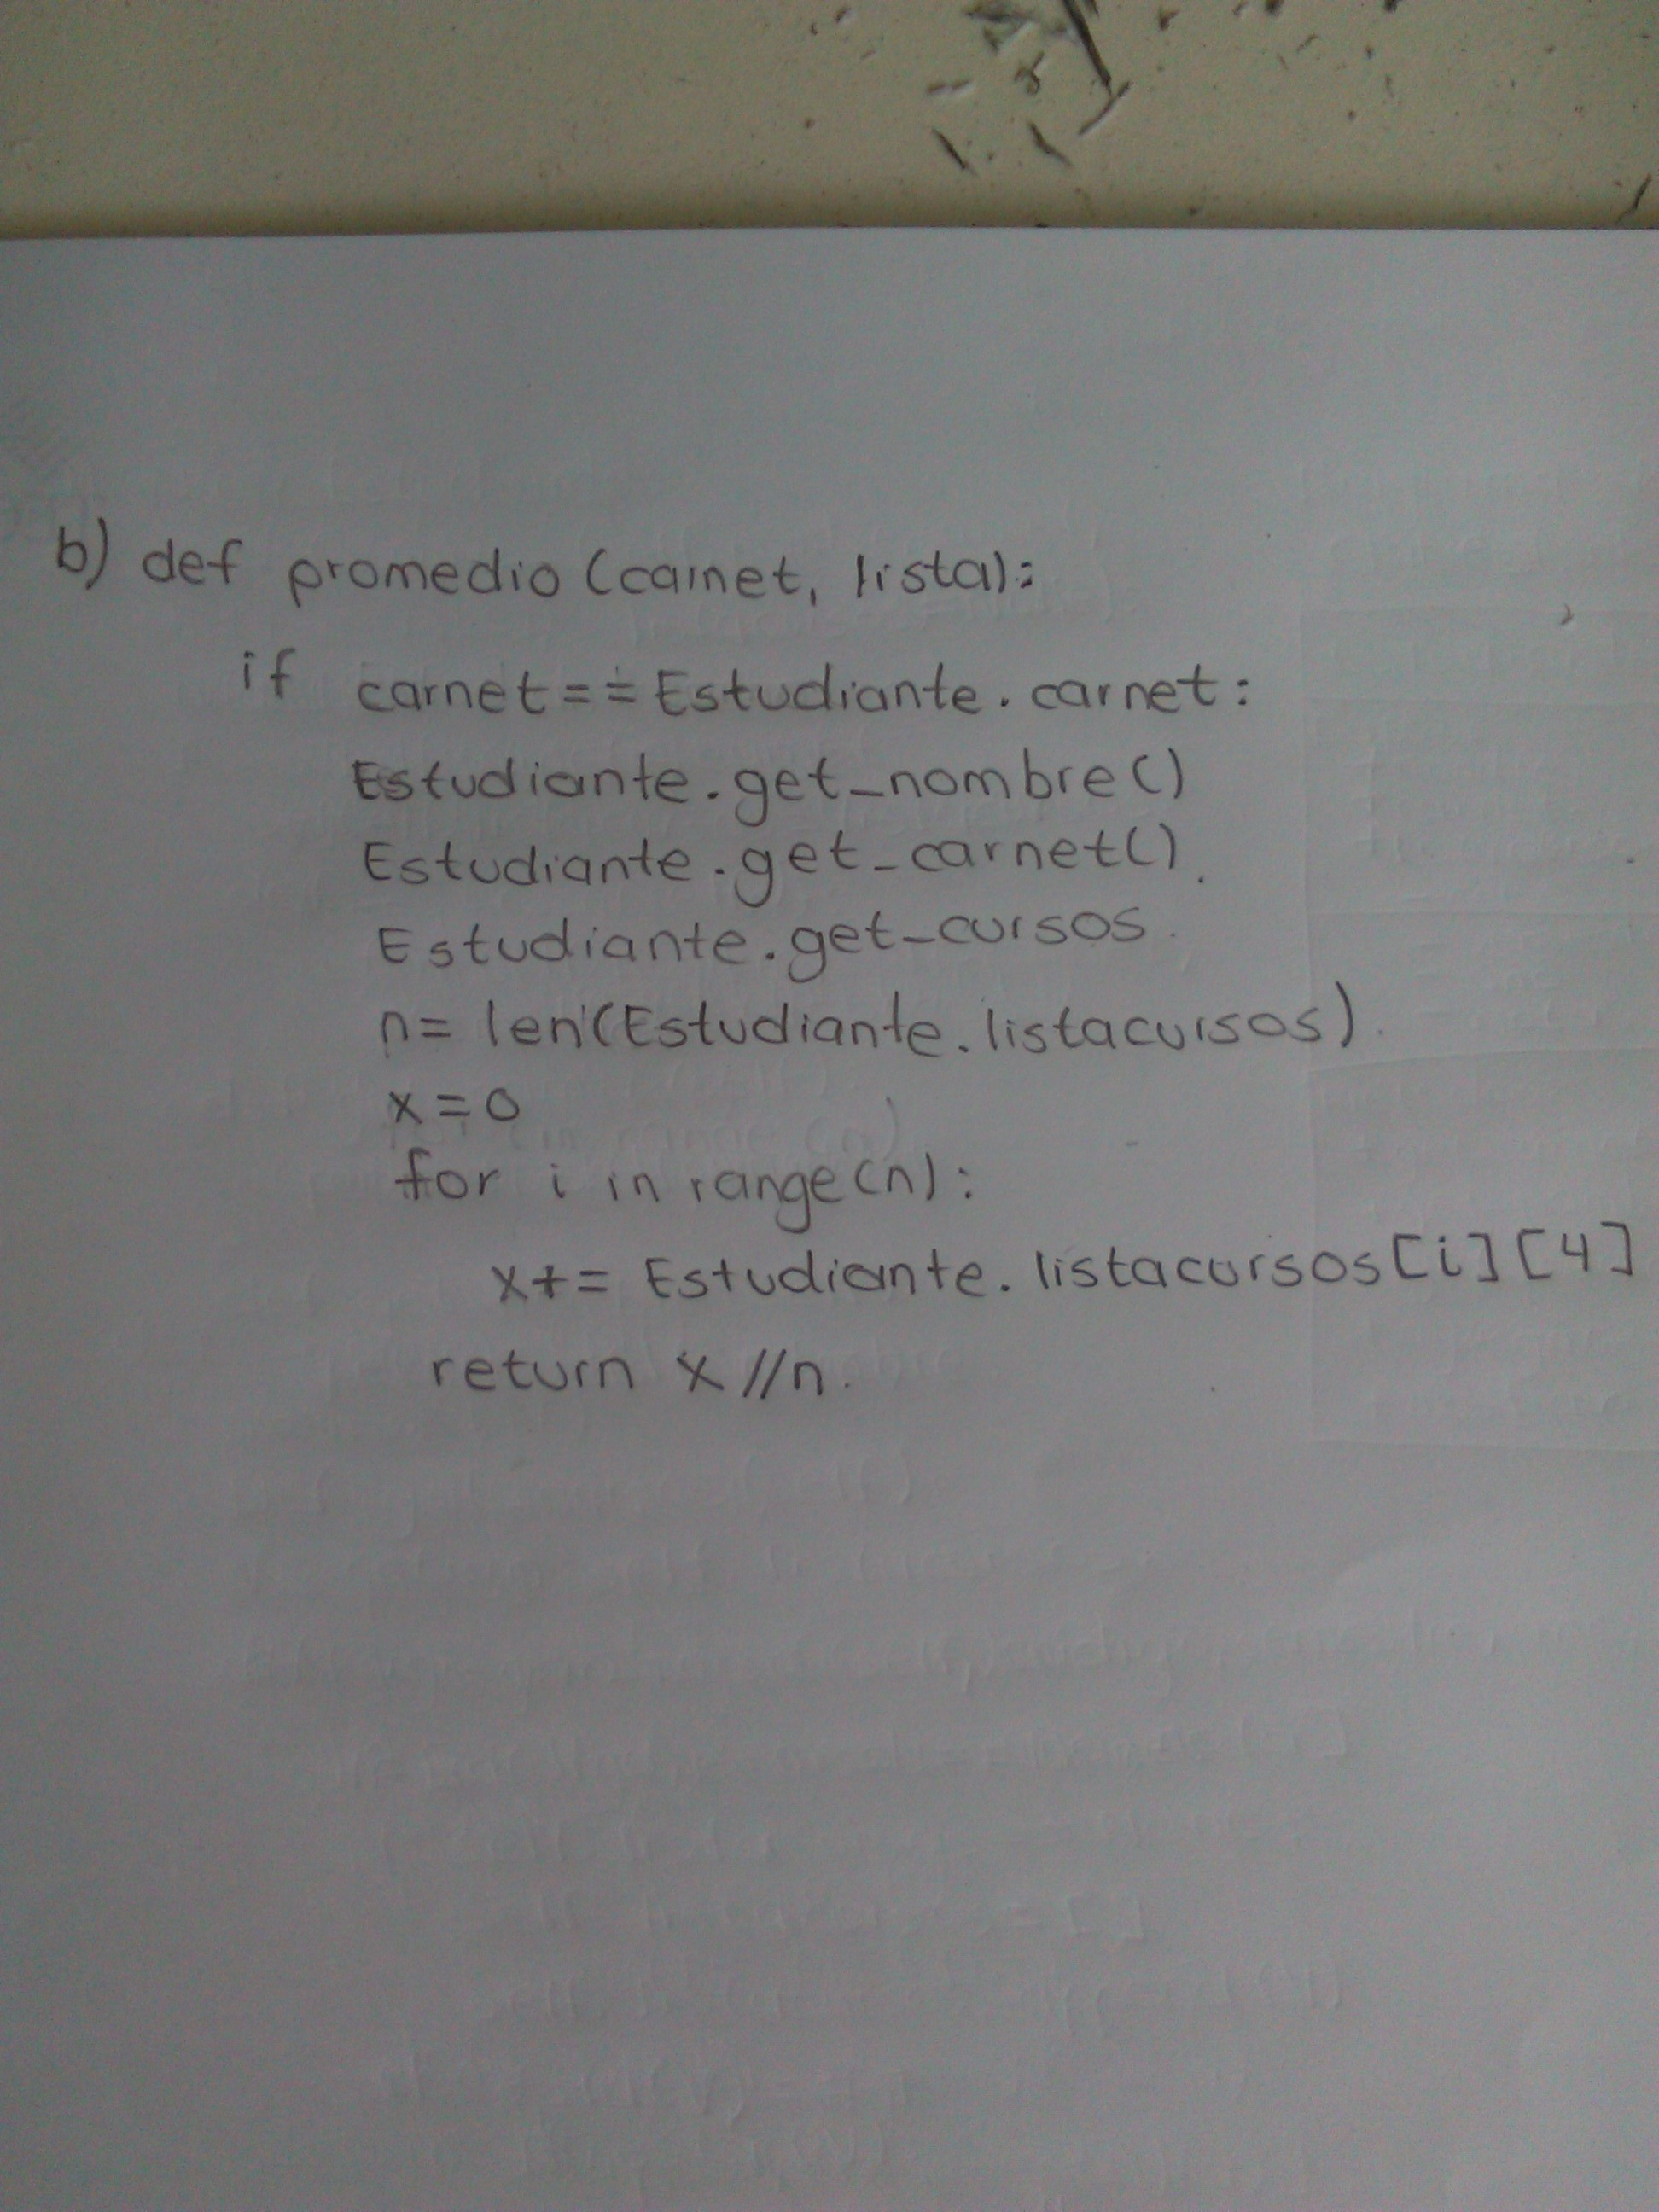 b) def promedio (carnet, lista):
if carnet == Estudiante.carnet:
Estudiante.get_nombre()
Estudiante.get_carnet().
Estudiante.get_cursos.
n= len(Estudiante.listacursos).
x=0
for i in range(n):
x+= Estudiante.listacursos[i][4]
return x//n.